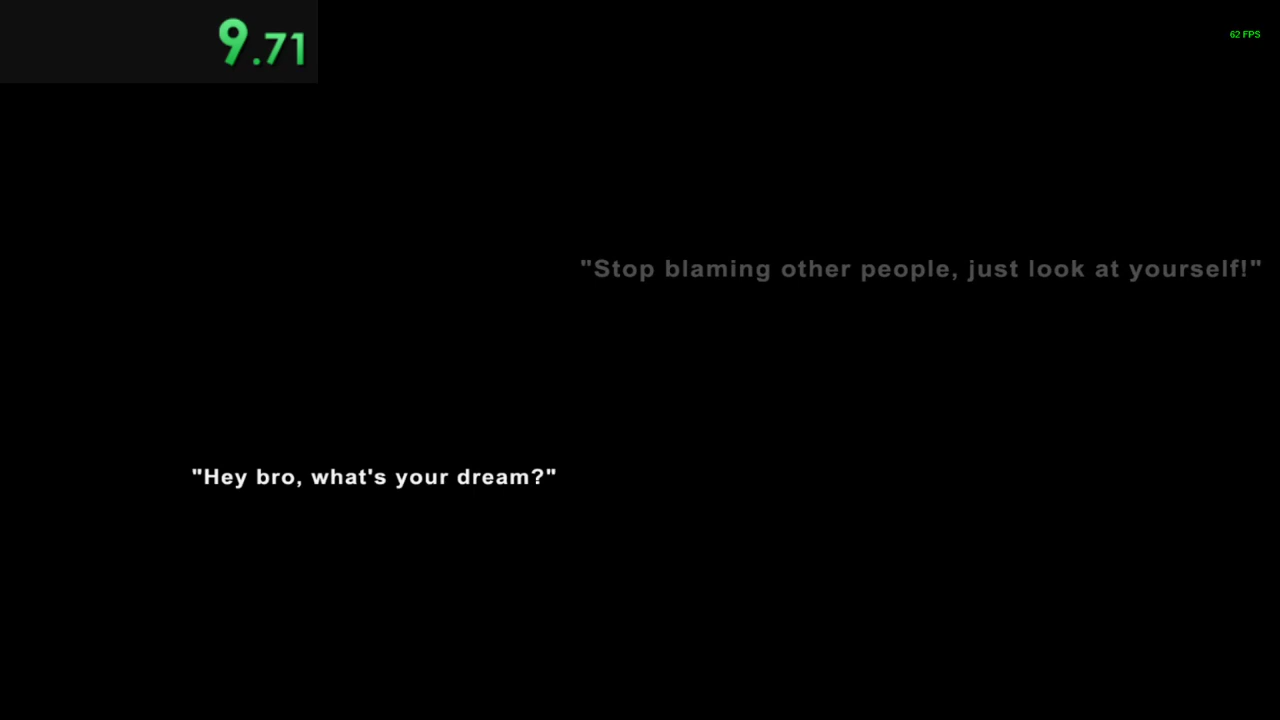 9.71
62 FPS
"Stop blaming other people, just look at yourself!"
"Hey bro, what's your dream?"